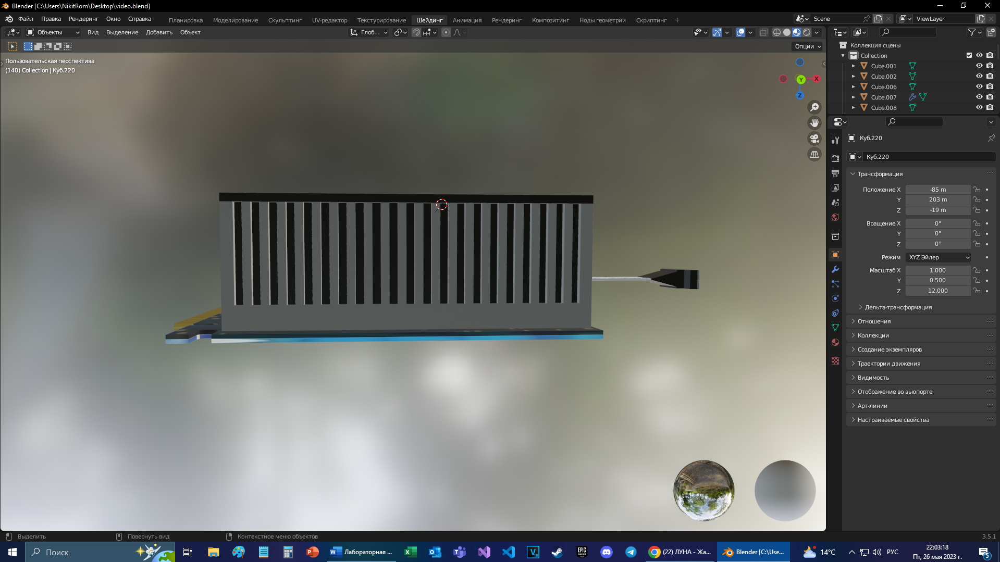 Blender [C:\Users\NikitRom\Desktop\video.blend]
Файл Правка Рендеринг Окно Справка
Планировка Моделирование Скульптинг UV-редактор Текстурирование Шейдинг Анимация Рендеринг Композитинг Ноды геометрии Скриптинг +
Scene
ViewLayer
Объекты Вид Выделение Добавить Объект
Глоб...
Опции
Пользовательская перспектива
(140) Collection | Куб.220
Y
X
Z
Коллекция сцены
Collection
Cube.001
Cube.002
Cube.006
Cube.007
Cube.008
Куб.220
Куб.220
Трансформация
Положение X -85 m
Y 203 m
Z -19 m
Вращение X 0°
Y 0°
Z 0°
Режим XYZ Эйлер
Масштаб X 1.000
Y 0.500
Z 12.000
Дельта-трансформация
Отношения
Коллекции
Создание экземпляров
Траектории движения
Видимость
Отображение во вьюпорте
Арт-линии
Настраиваемые свойства
Выделить
Повернуть вид
Контекстное меню объектов
3.5.1
Поиск
Лабораторная ...
(22) ЛУНА - Жа...
Blender [C:\Use...
14°C
РУС
22:03:18
Пт, 26 мая 2023 г.
5